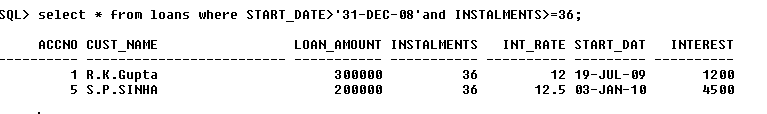 SQL> select * from loans where START_DATE>'31-DEC-08'and INSTALMENTS>=36;
ACCNO CUST_NAME LOAN_AMOUNT INSTALMENTS INT_RATE START_DAT INTEREST
---------- -------------------- ----------- ----------- ---------- --------- ----------
1 R.K.Gupta 300000 36 12 19-JUL-09 1200
5 S.P.SINHA 200000 36 12.5 03-JAN-10 4500